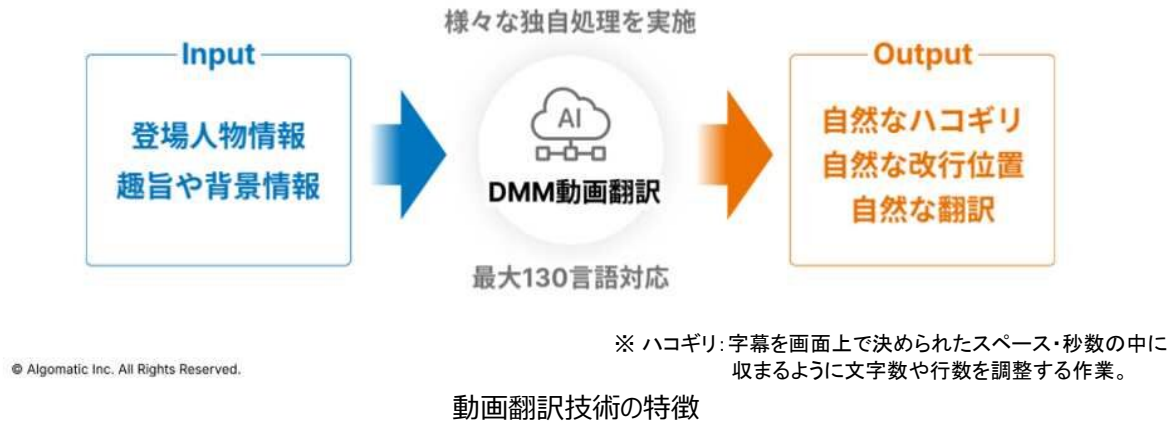 様々な独自処理を実施
Input
登場人物情報
趣旨や背景情報
AI
DMM動画翻訳
最大130言語対応
Output
自然なハコギリ
自然な改行位置
自然な翻訳
※ ハコギリ：字幕を画面上で決められたスペース・秒数の中に
収まるように文字数や行数を調整する作業。
© Algomatic Inc. All Rights Reserved.
動画翻訳技術の特徴